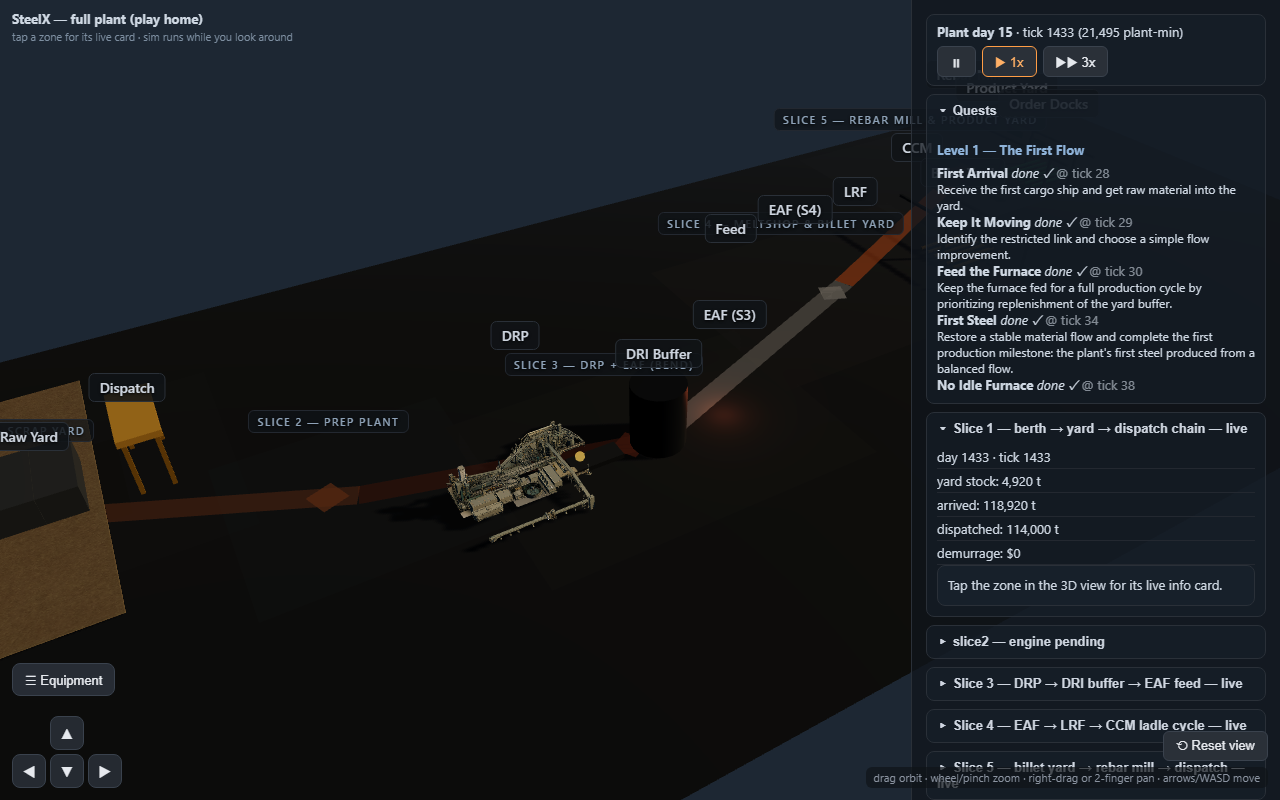 SteelX — full plant (play home)
tap a zone for its live card · sim runs while you look around
SLICE 5 — REBAR MILL & PRODUCT YARD
CCM
LRF
EAF (S4)
SLICE 4 — MELTSHOP & BILLET YARD
Feed
EAF (S3)
DRP
DRI Buffer
SLICE 3 — DRP + EAF (BEND)
Dispatch
SLICE 2 — PREP PLANT
SCRAP YARD
Raw Yard
☰ Equipment
▲
◀ ▼ ▶
Plant day 15 · tick 1433 (21,495 plant-min)
⏸ ▶ 1x ▶▶ 3x
Product Yard
Order Docks
Quests
Level 1 — The First Flow
First Arrival done ✓ @ tick 28
Receive the first cargo ship and get raw material into the
yard.
Keep It Moving done ✓ @ tick 29
Identify the restricted link and choose a simple flow
improvement.
Feed the Furnace done ✓ @ tick 30
Keep the furnace fed for a full production cycle by
prioritizing replenishment of the yard buffer.
First Steel done ✓ @ tick 34
Restore a stable material flow and complete the first
production milestone: the plant's first steel produced from a
balanced flow.
No Idle Furnace done ✓ @ tick 38
Slice 1 — berth → yard → dispatch chain — live
day 1433 · tick 1433
yard stock: 4,920 t
arrived: 118,920 t
dispatched: 114,000 t
demurrage: $0
Tap the zone in the 3D view for its live info card.
slice2 — engine pending
Slice 3 — DRP → DRI buffer → EAF feed — live
Slice 4 — EAF → LRF → CCM ladle cycle — live
⟲ Reset view
Slice 5 — billet yard → rebar mill → dispatch —
live
drag orbit · wheel/pinch zoom · right-drag or 2-finger pan · arrows/WASD move